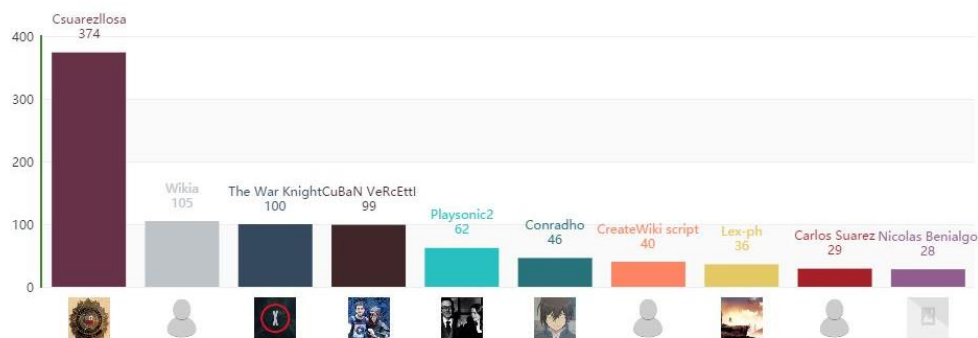 Csuarezllosa
374
400
300
200
100
0
Wikia
105
The War Knight
100
CuBaN VeRcEttI
99
Playsonic2
62
Conradho
46
CreateWiki script
40
Lex-ph
36
Carlos Suarez
29
Nicolas Benialgo
28
X